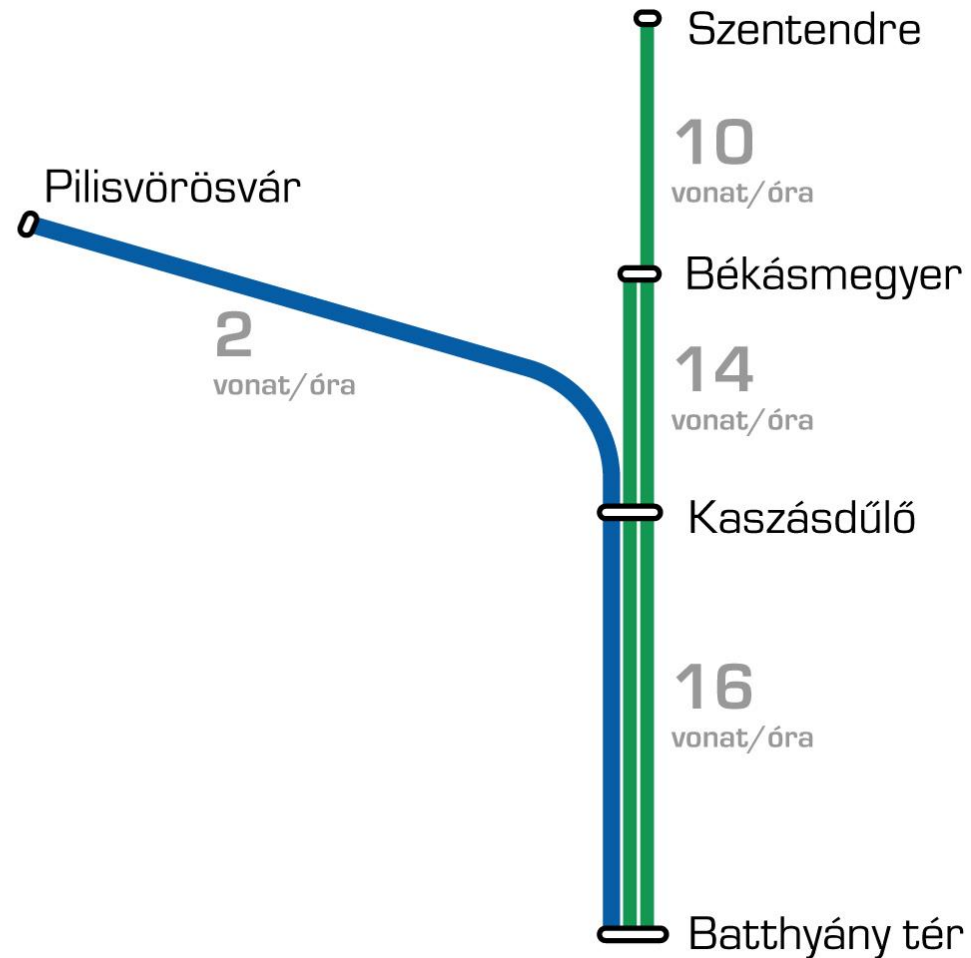 Szentendre
10
vonat/óra
Pilisvörösvár
Békásmegyer
2
vonat/óra
14
vonat/óra
Kaszásdűlő
16
vonat/óra
Batthyány tér